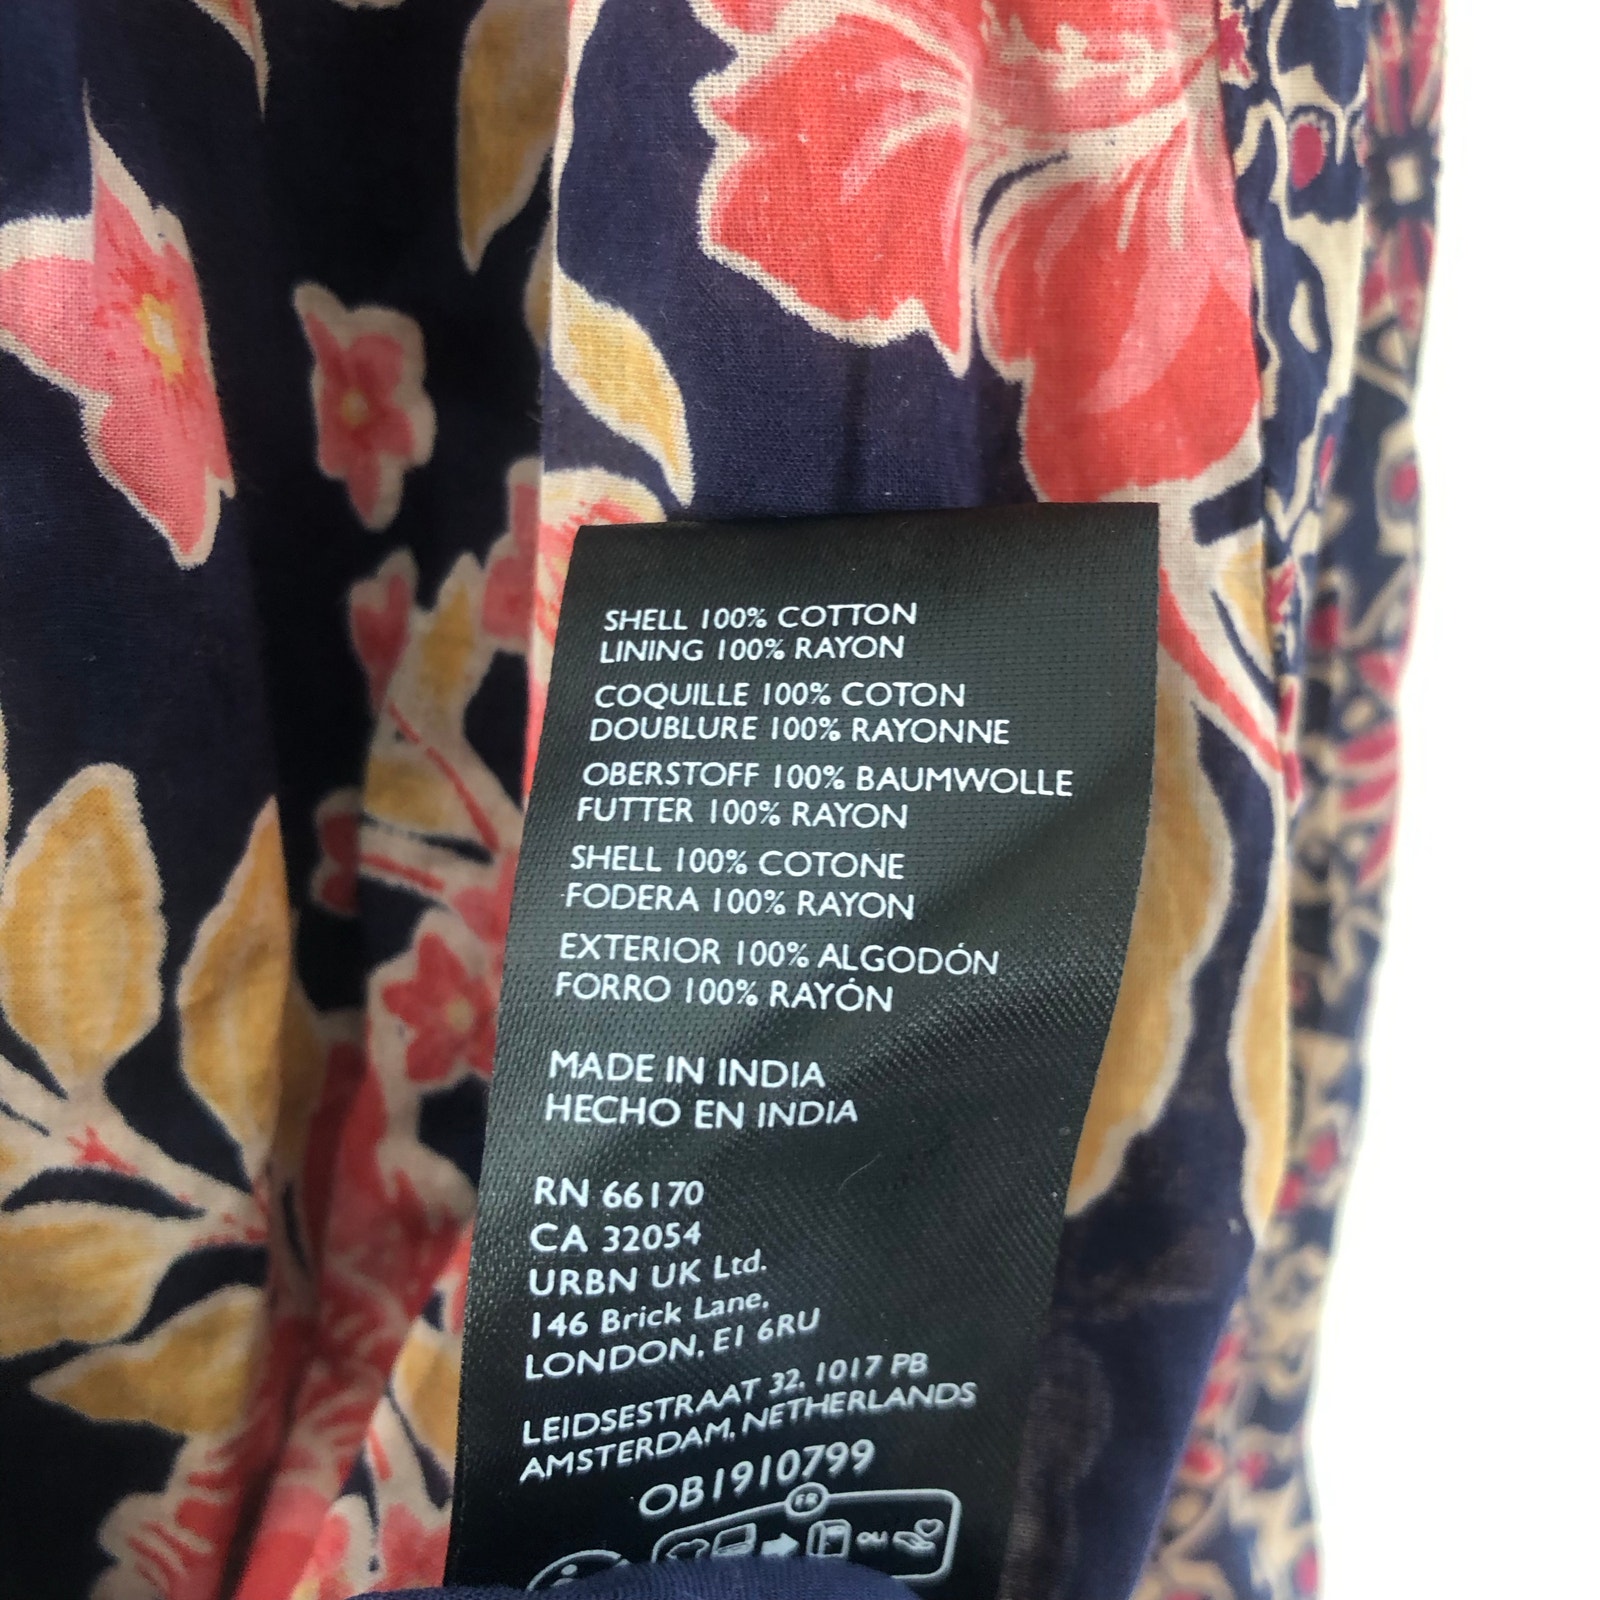 SHELL 100% COTTON
LINING 100% RAYON
COQUILLE 100% COTON
DOUBLURE 100% RAYONNE
OBERSTOFF 100% BAUMWOLLE
FUTTER 100% RAYON
SHELL 100% COTONE
FODERA 100% RAYON
EXTERIOR 100% ALGODÓN
FORRO 100% RAYÓN
MADE IN INDIA
HECHO EN INDIA
RN 66170
CA 32054
URBN UK Ltd.
146 Brick Lane,
LONDON, E1 6RU
LEIDSESTRAAT 32, 1017 PB
AMSTERDAM, NETHERLANDS
OB1910799
FR
ou